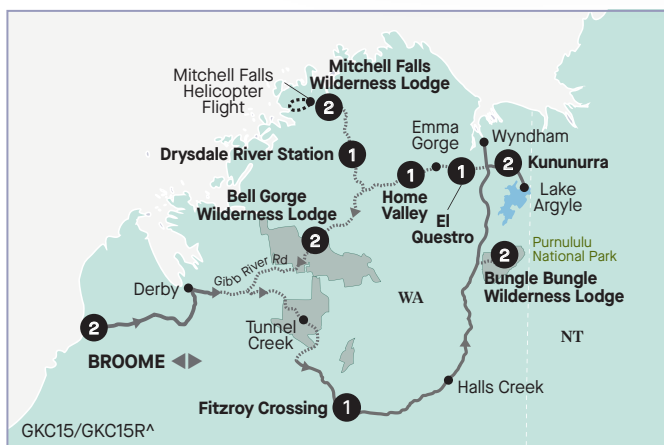 Mitchell Falls
Helicopter
Flight
Mitchell Falls
Wilderness Lodge
2
Drysdale River Station
1
Emma
Gorge
Wyndham
2
Kununurra
1
Home
Valley
1
El
Questro
Lake
Argyle
Bell Gorge
Wilderness Lodge
2
Purnululu
National Park
2
Bungle Bungle
Wilderness Lodge
Gibb River Rd
Derby
WA
NT
2
BROOME
Tunnel
Creek
Halls Creek
Fitzroy Crossing
1
GKC15/GKC15R^